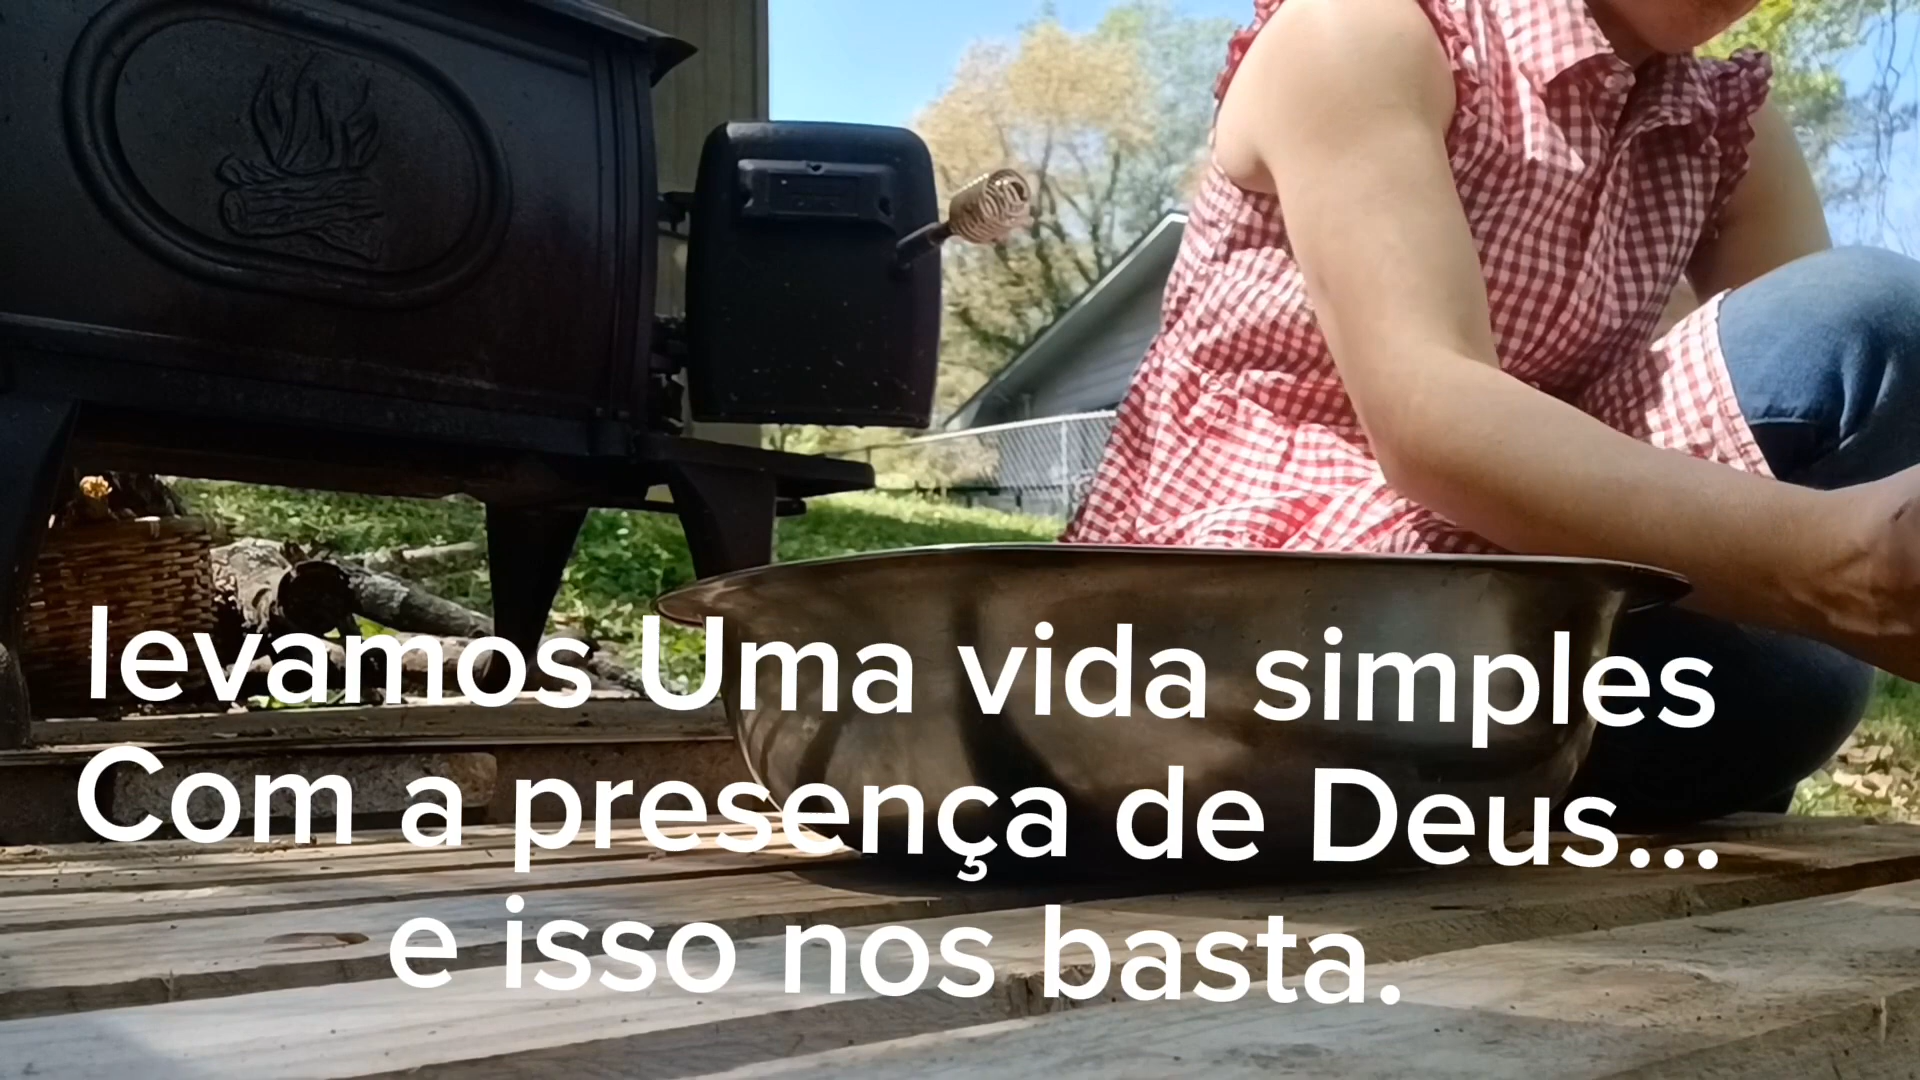 levamos Uma vida simples
Com a presença de Deus...
e isso nos basta.